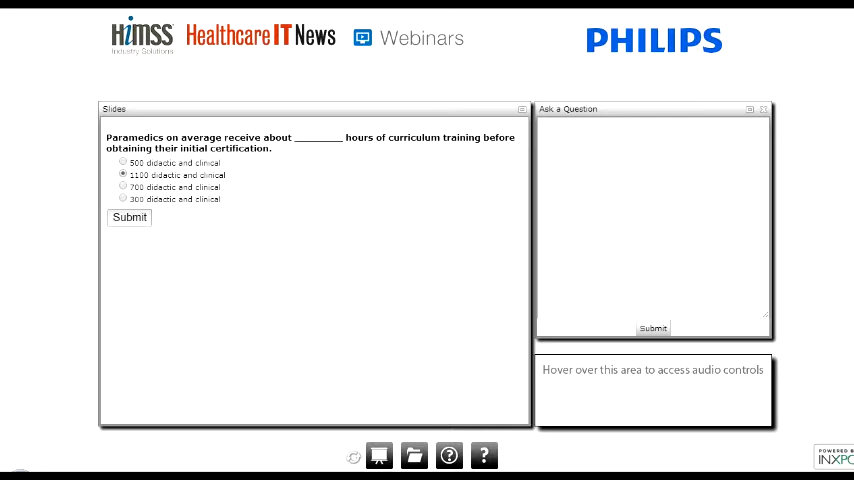 HiMSS Healthcare IT News Webinars PHILIPS
Industry Solutions
Slides
Paramedics on average receive about _________ hours of curriculum training before
obtaining their initial certification.
500 didactic and clinical
1100 didactic and clinical
700 didactic and clinical
300 didactic and clinical
Submit
Ask a Question
Submit
Hover over this area to access audio controls
POWERED B
INXPO